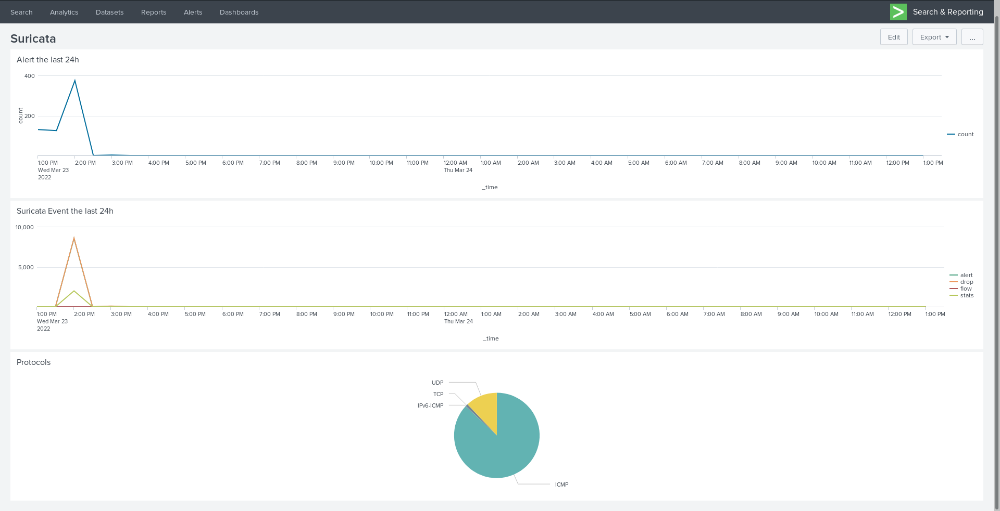 Search Analytics Datasets Reports Alerts Dashboards Search & Reporting
Suricata
Edit Export ...
Alert the last 24h
400
200
count
count
1:00 PM 2:00 PM 3:00 PM 4:00 PM 5:00 PM 6:00 PM 7:00 PM 8:00 PM 9:00 PM 10:00 PM 11:00 PM 12:00 AM 1:00 AM 2:00 AM 3:00 AM 4:00 AM 5:00 AM 6:00 AM 7:00 AM 8:00 AM 9:00 AM 10:00 AM 11:00 AM 12:00 PM 1:00 PM
Wed Mar 23 Thu Mar 24
2022
_time
Suricata Event the last 24h
10,000
5,000
alert
drop
flow
stats
1:00 PM 2:00 PM 3:00 PM 4:00 PM 5:00 PM 6:00 PM 7:00 PM 8:00 PM 9:00 PM 10:00 PM 11:00 PM 12:00 AM 1:00 AM 2:00 AM 3:00 AM 4:00 AM 5:00 AM 6:00 AM 7:00 AM 8:00 AM 9:00 AM 10:00 AM 11:00 AM 12:00 PM 1:00 PM
Wed Mar 23 Thu Mar 24
2022
_time
Protocols
UDP
TCP
IPv6-ICMP
ICMP